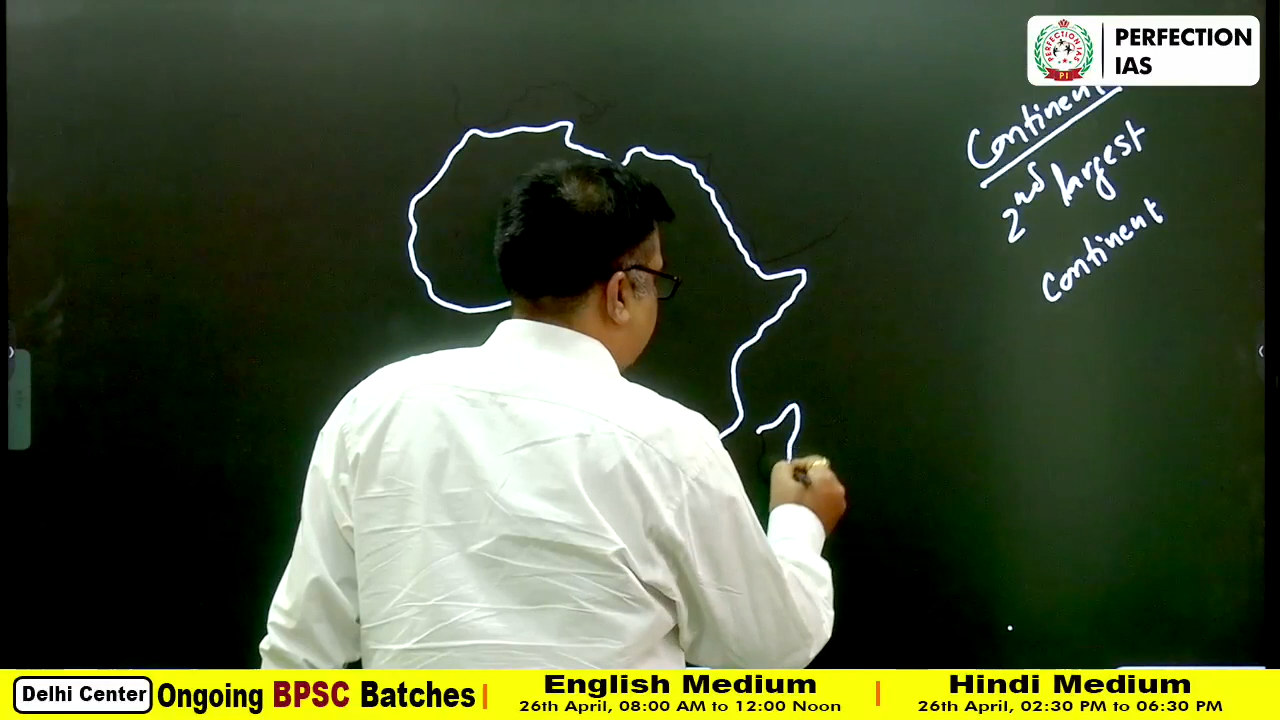 PERFECTION
IAS
PERFECTION IAS
PI
Continent
2nd largest
continent
Delhi Center Ongoing BPSC Batches
English Medium
26th April, 08:00 AM to 12:00 Noon
Hindi Medium
26th April, 02:30 PM to 06:30 PM